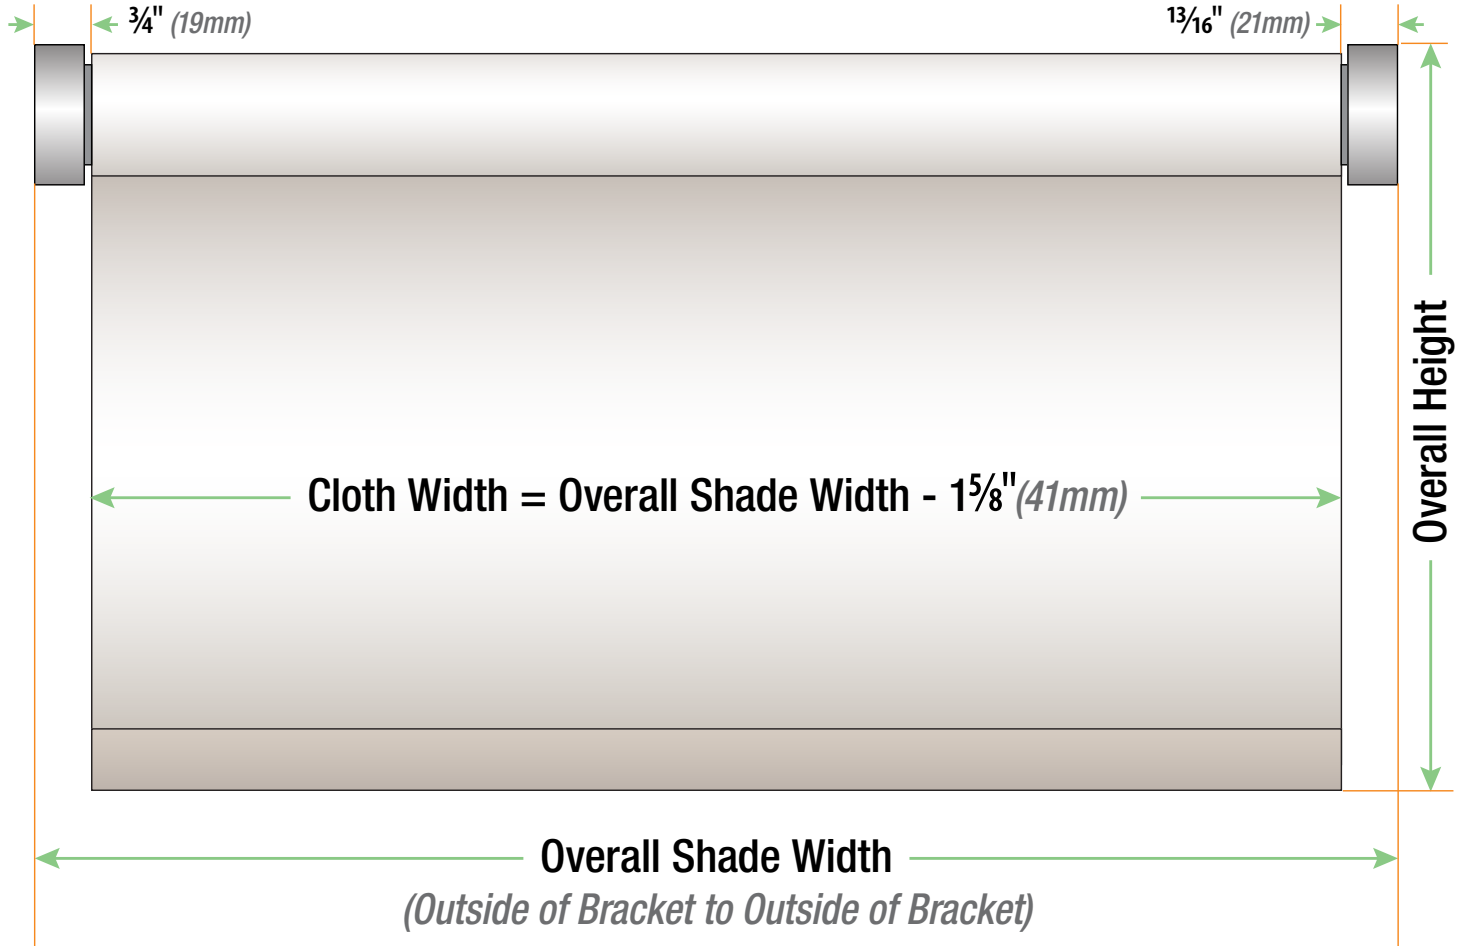 ¾" (19mm)
13⁄16" (21mm)
Cloth Width = Overall Shade Width - 1⅝"(41mm)
Overall Height
Overall Shade Width
(Outside of Bracket to Outside of Bracket)